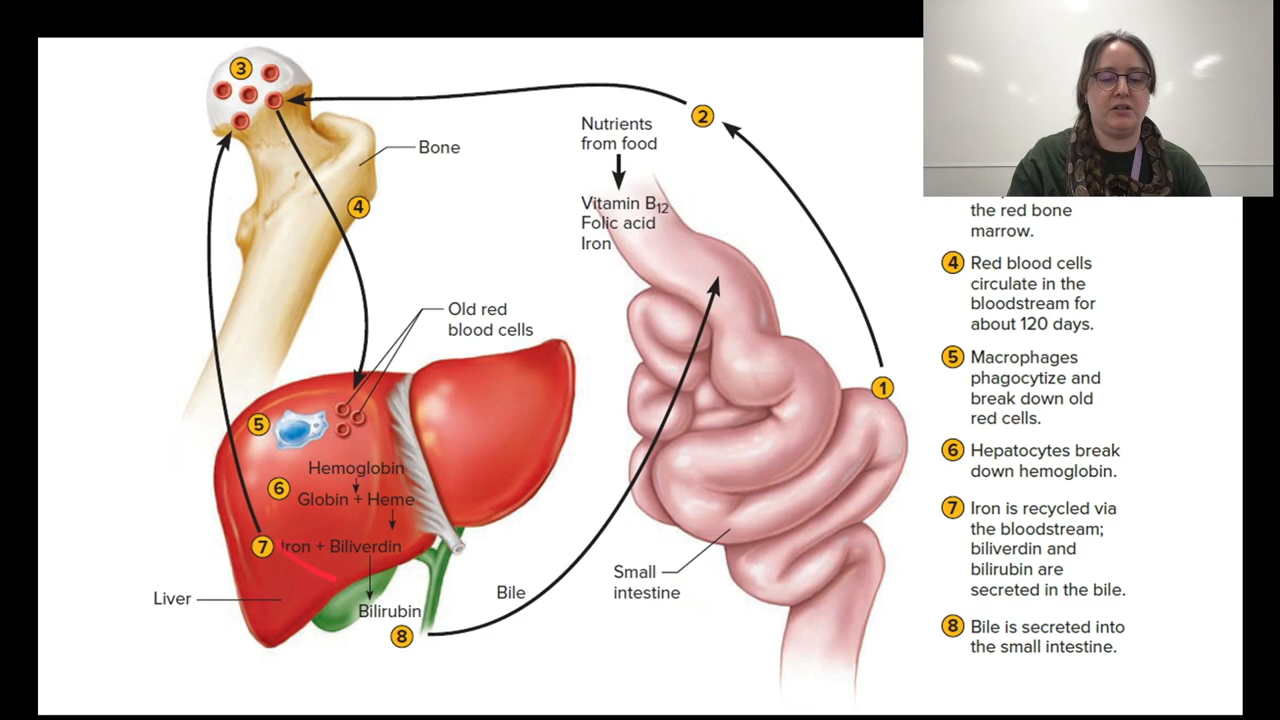 3
2
Nutrients
from food
Bone
Vitamin B12
Folic acid
Iron
4
Old red
blood cells
1
5
Hemoglobin
6
Globin + Heme
7
Iron + Biliverdin
Small
intestine
Bile
Liver
Bilirubin
8
the red bone
marrow.
4 Red blood cells
circulate in the
bloodstream for
about 120 days.
5 Macrophages
phagocytize and
break down old
red cells.
6 Hepatocytes break
down hemoglobin.
7 Iron is recycled via
the bloodstream;
biliverdin and
bilirubin are
secreted in the bile.
8 Bile is secreted into
the small intestine.